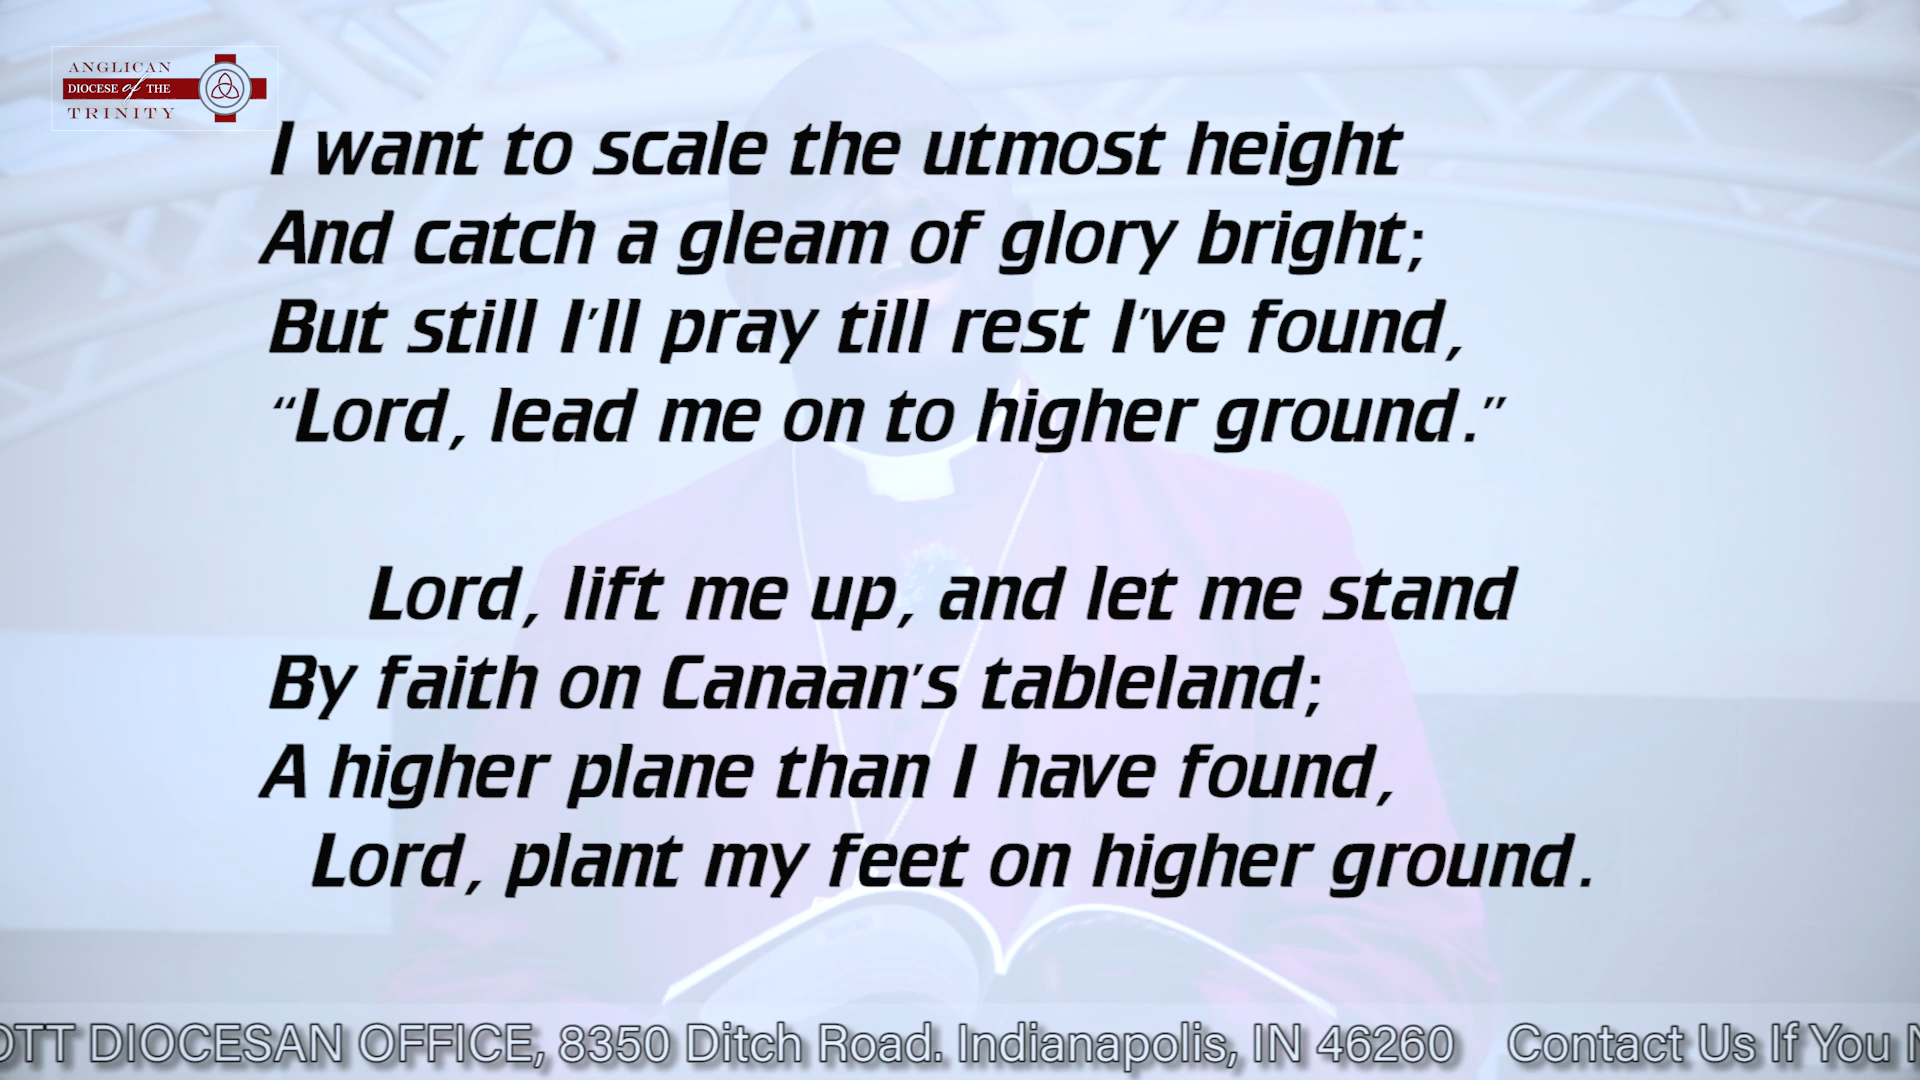 ANGLICAN
DIOCESE of THE
TRINITY
I want to scale the utmost height
And catch a gleam of glory bright;
But still I'll pray till rest I've found,
“Lord, lead me on to higher ground.”
Lord, lift me up, and let me stand
By faith on Canaan's tableland;
A higher plane than I have found,
Lord, plant my feet on higher ground.
DIOCESAN OFFICE, 8350 Ditch Road. Indianapolis, IN 46260 Contact Us If You